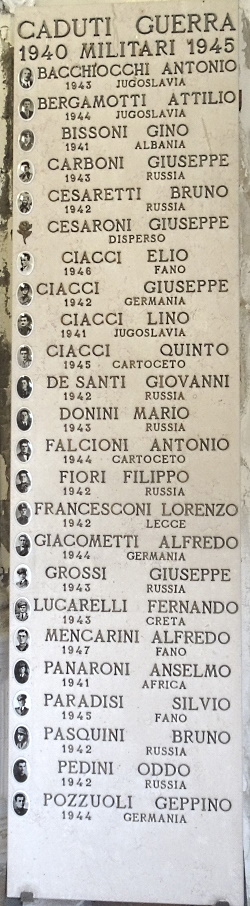 CADUTI GUERRA
1940 MILITARI 1945
BACCHIOCCHI ANTONIO
1943 JUGOSLAVIA
BERGAMOTTI ATTILIO
1944 JUGOSLAVIA
BISSONI GINO
1941 ALBANIA
CARBONI GIUSEPPE
1943 RUSSIA
CESARETTI BRUNO
1942 RUSSIA
CESARONI GIUSEPPE
DISPERSO
CIACCI ELIO
1946 FANO
CIACCI GIUSEPPE
1942 GERMANIA
CIACCI LINO
1941 JUGOSLAVIA
CIACCI QUINTO
1945 CARTOCETO
DE SANTI GIOVANNI
1942 RUSSIA
DONINI MARIO
1943 RUSSIA
FALCIONI ANTONIO
1944 CARTOCETO
FIORI FILIPPO
1942 RUSSIA
FRANCESCONI LORENZO
1942 LECCE
GIACOMETTI ALFREDO
1944 GERMANIA
GROSSI GIUSEPPE
1943 RUSSIA
LUCARELLI FERNANDO
1943 CRETA
MENCARINI ALFREDO
1947 FANO
PANARONI ANSELMO
1941 AFRICA
PARADISI SILVIO
1945 FANO
PASQUINI BRUNO
1942 RUSSIA
PEDINI ODDO
1942 RUSSIA
POZZUOLI GEPPINO
1944 GERMANIA